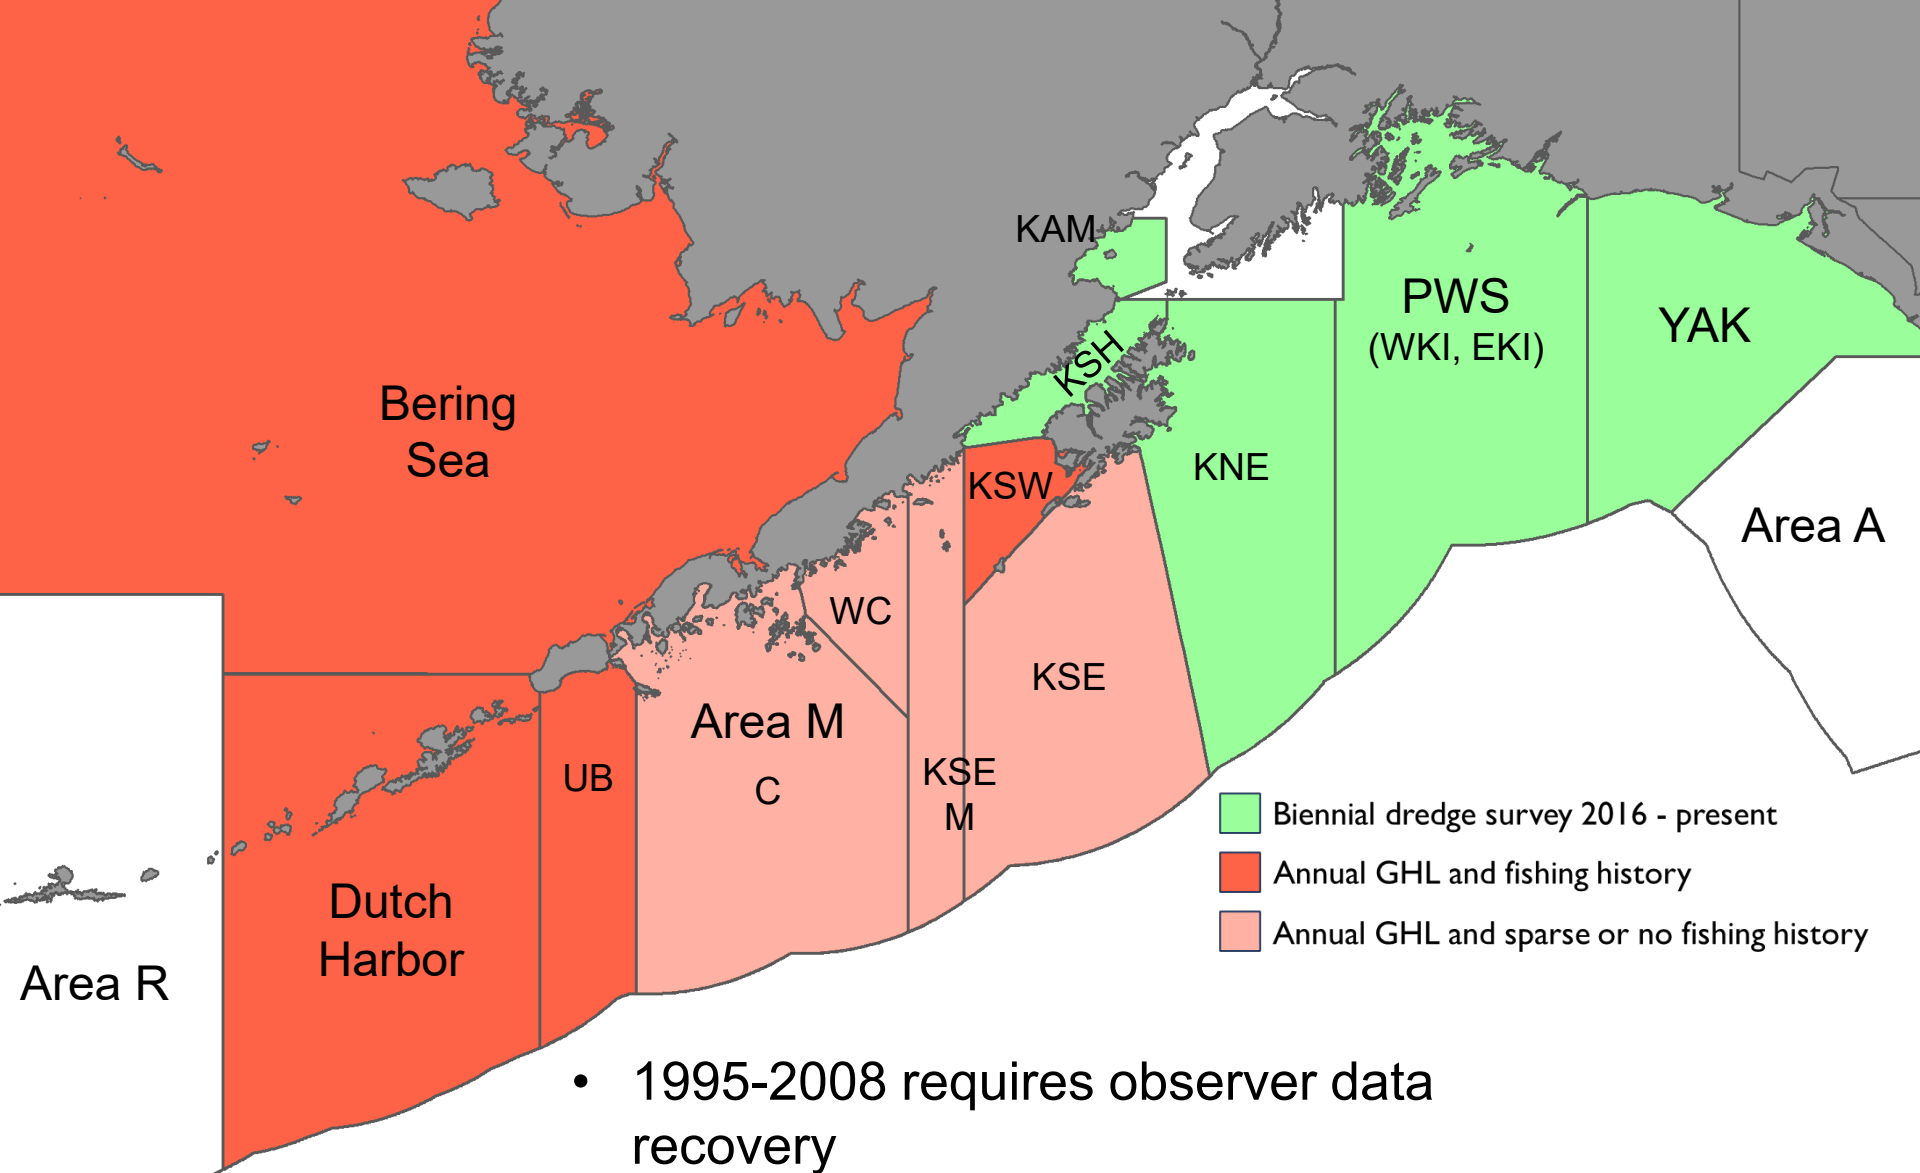 KAM
PWS
(WKI, EKI)
YAK
KSH
Bering
Sea
KSW
KNE
Area A
WC
KSE
Area M
C
UB
KSE
M
Biennial dredge survey 2016 - present
Annual GHL and fishing history
Annual GHL and sparse or no fishing history
Dutch
Harbor
Area R
• 1995-2008 requires observer data
recovery